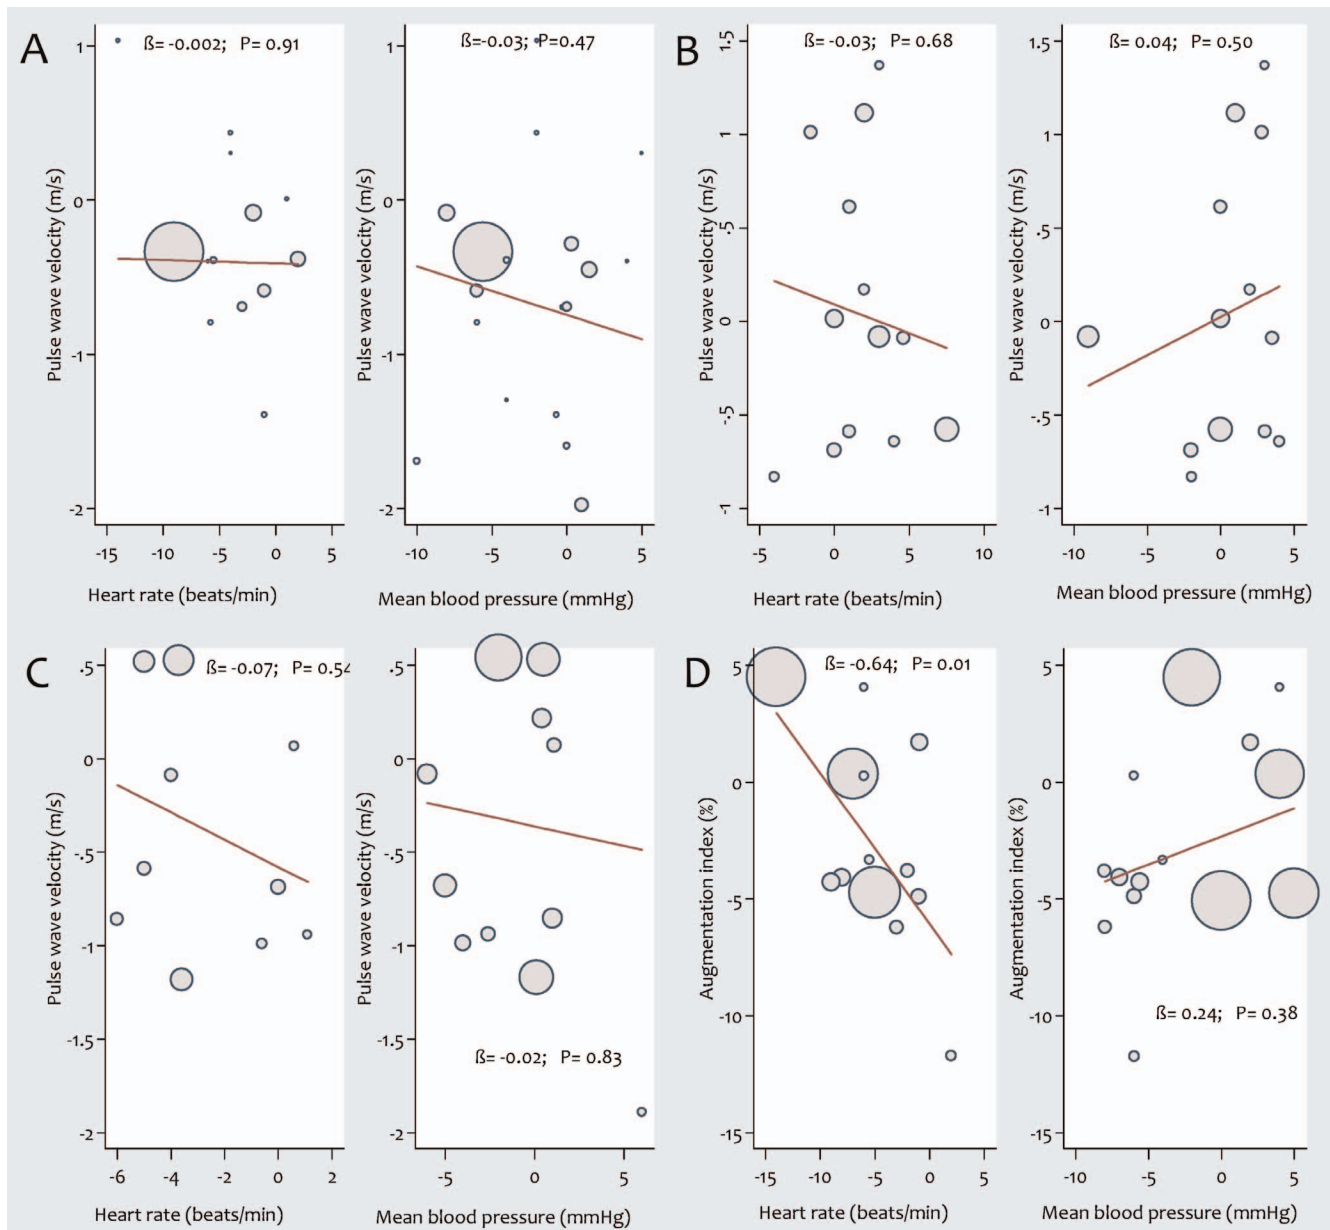 A
ß= -0.002; P= 0.91
1
0
-1
-2
Pulse wave velocity (m/s)
-15 -10 -5 0 5
Heart rate (beats/min)
ß=-0.03; P=0.47
1
0
-1
-2
Pulse wave velocity (m/s)
-10 -5 0 5
Mean blood pressure (mmHg)
B
ß= -0.03; P= 0.68
1.5
1
.5
0
-.5
-1
Pulse wave velocity (m/s)
-5 0 5 10
Heart rate (beats/min)
ß= 0.04; P= 0.50
1.5
1
.5
0
-.5
-1
Pulse wave velocity (m/s)
-10 -5 0 5
Mean blood pressure (mmHg)
C
ß= -0.07; P= 0.54
.5
0
-.5
-1
-1.5
-2
Pulse wave velocity (m/s)
-6 -4 -2 0 2
Heart rate (beats/min)
.5
0
-.5
-1
-1.5
-2
Pulse wave velocity (m/s)
ß= -0.02; P= 0.83
-5 0 5
Mean blood pressure (mmHg)
D
ß= -0.64; P= 0.01
5
0
-5
-10
-15
Augmentation index (%)
-15 -10 -5 0 5
Heart rate (beats/min)
5
0
-5
-10
-15
Augmentation index (%)
ß= 0.24; P= 0.38
-10 -5 0 5
Mean blood pressure (mmHg)